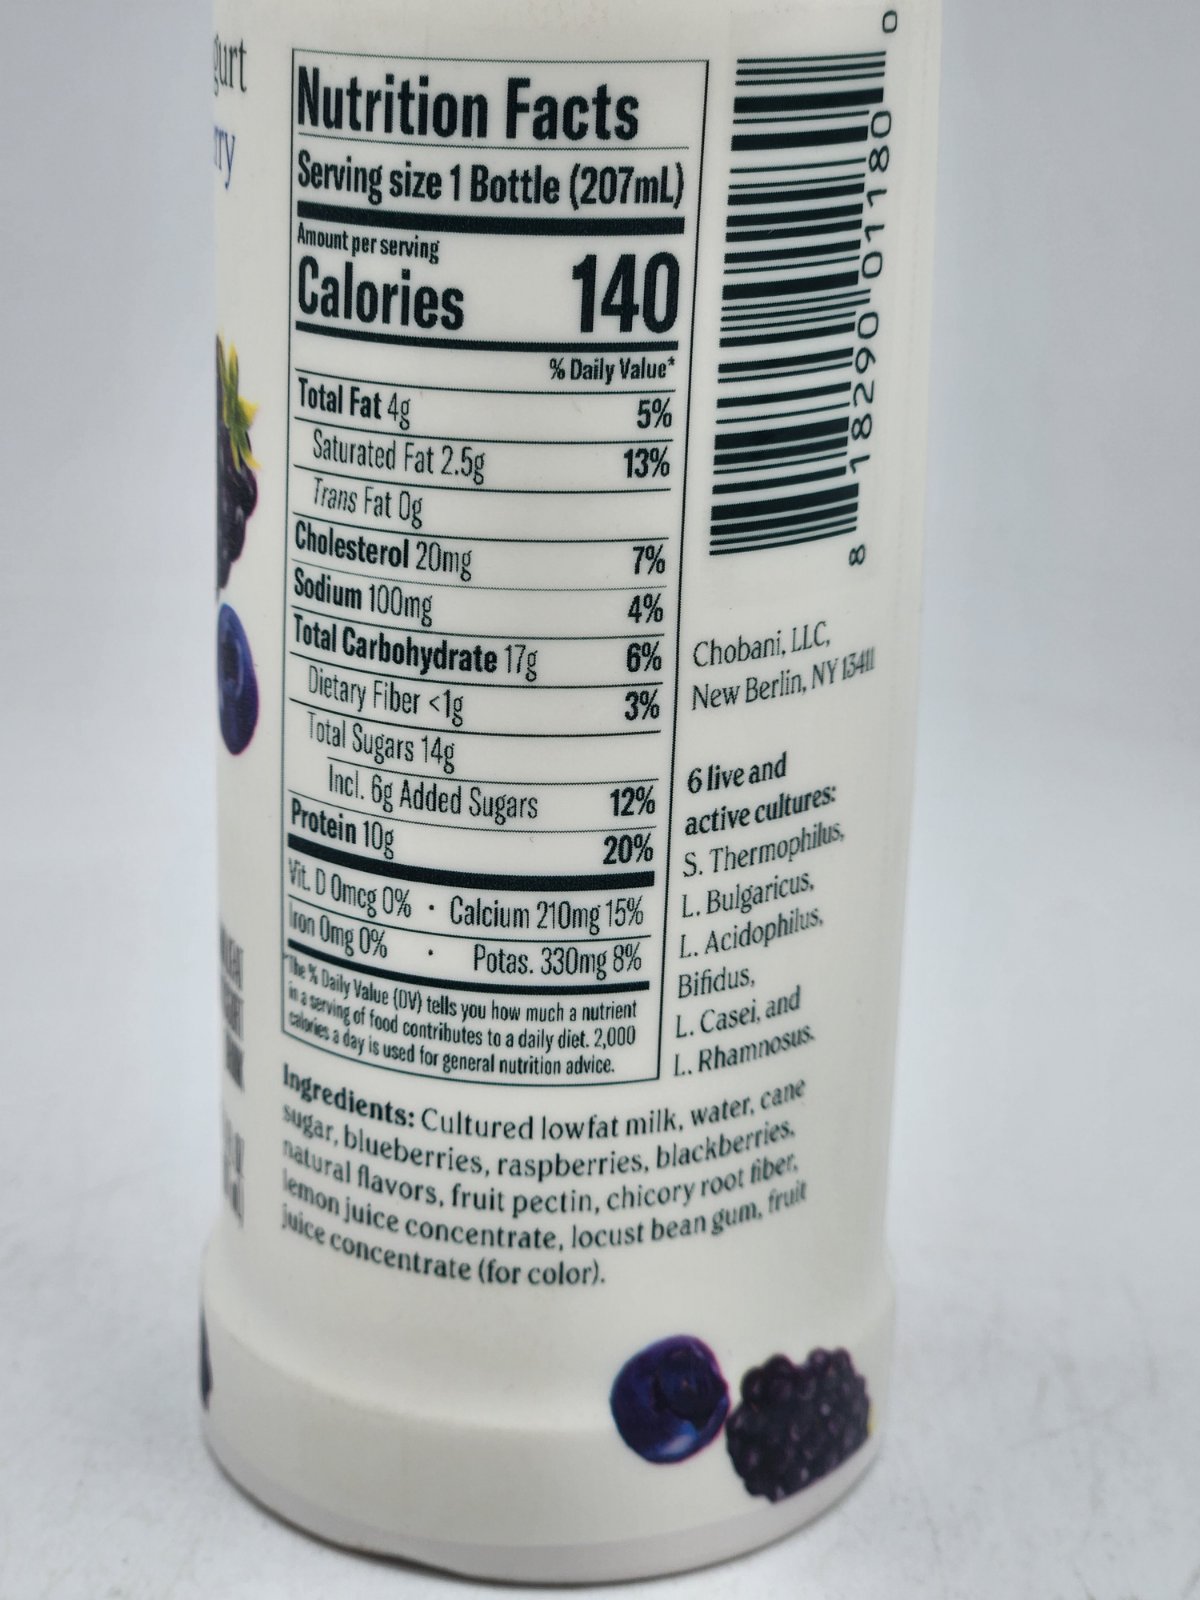 gurt
rry
Nutrition Facts
Serving size 1 Bottle (207mL)
Amount per serving
Calories 140
% Daily Value*
Total Fat 4g 5%
Saturated Fat 2.5g 13%
Trans Fat 0g
Cholesterol 20mg 7%
Sodium 100mg 4%
Total Carbohydrate 17g 6%
Dietary Fiber <1g 3%
Total Sugars 14g
Incl. 6g Added Sugars 12%
Protein 10g 20%
Vit. D 0mcg 0% · Calcium 210mg 15%
Iron 0mg 0% · Potas. 330mg 8%
*The % Daily Value (DV) tells you how much a nutrient
in a serving of food contributes to a daily diet. 2,000
calories a day is used for general nutrition advice.
Ingredients: Cultured lowfat milk, water, cane
sugar, blueberries, raspberries, blackberries,
natural flavors, fruit pectin, chicory root fiber,
lemon juice concentrate, locust bean gum, fruit
juice concentrate (for color).
8 18290 01180 0
Chobani, LLC,
New Berlin, NY 13411
6 live and
active cultures:
S. Thermophilus,
L. Bulgaricus,
L. Acidophilus,
Bifidus,
L. Casei, and
L. Rhamnosus.